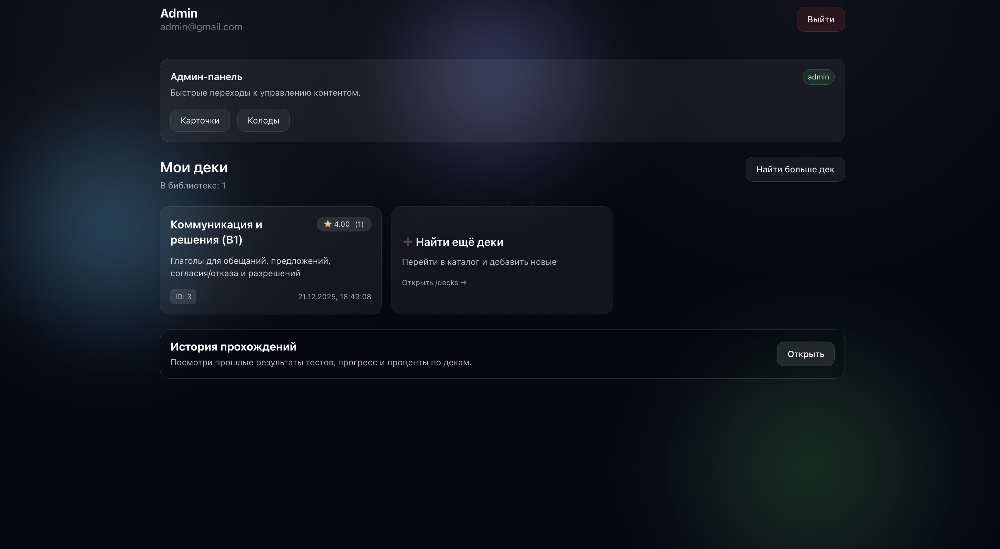 Admin
admin@gmail.com
Выйти
Админ-панель
admin
Быстрые переходы к управлению контентом.
Карточки
Колоды
Мои деки
Найти больше дек
В библиотеке: 1
Коммуникация и
решения (B1)
⭐ 4.00 (1)
Глаголы для обещаний, предложений,
согласия/отказа и разрешений
ID: 3
21.12.2025, 18:49:08
➕ Найти ещё деки
Перейти в каталог и добавить новые
Открыть /decks →
История прохождений
Посмотри прошлые результаты тестов, прогресс и проценты по декам.
Открыть